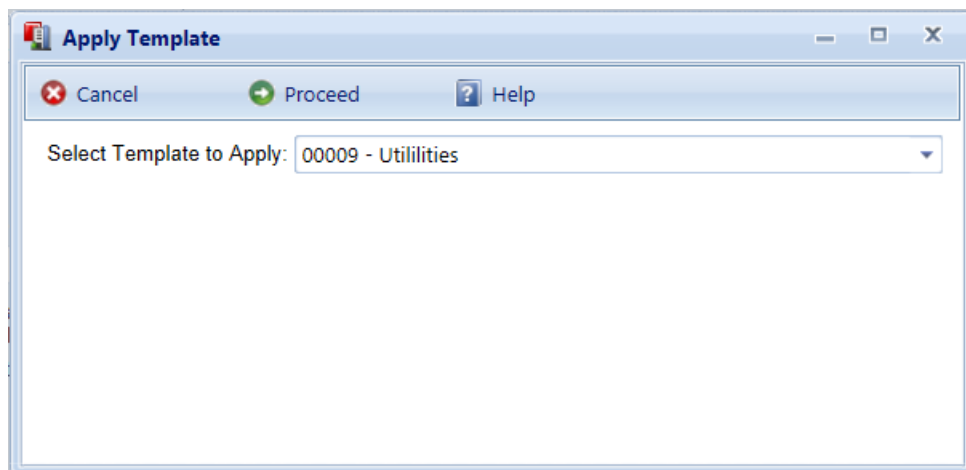 Apply Template
Cancel Proceed Help
Select Template to Apply: 00009 - Utililities